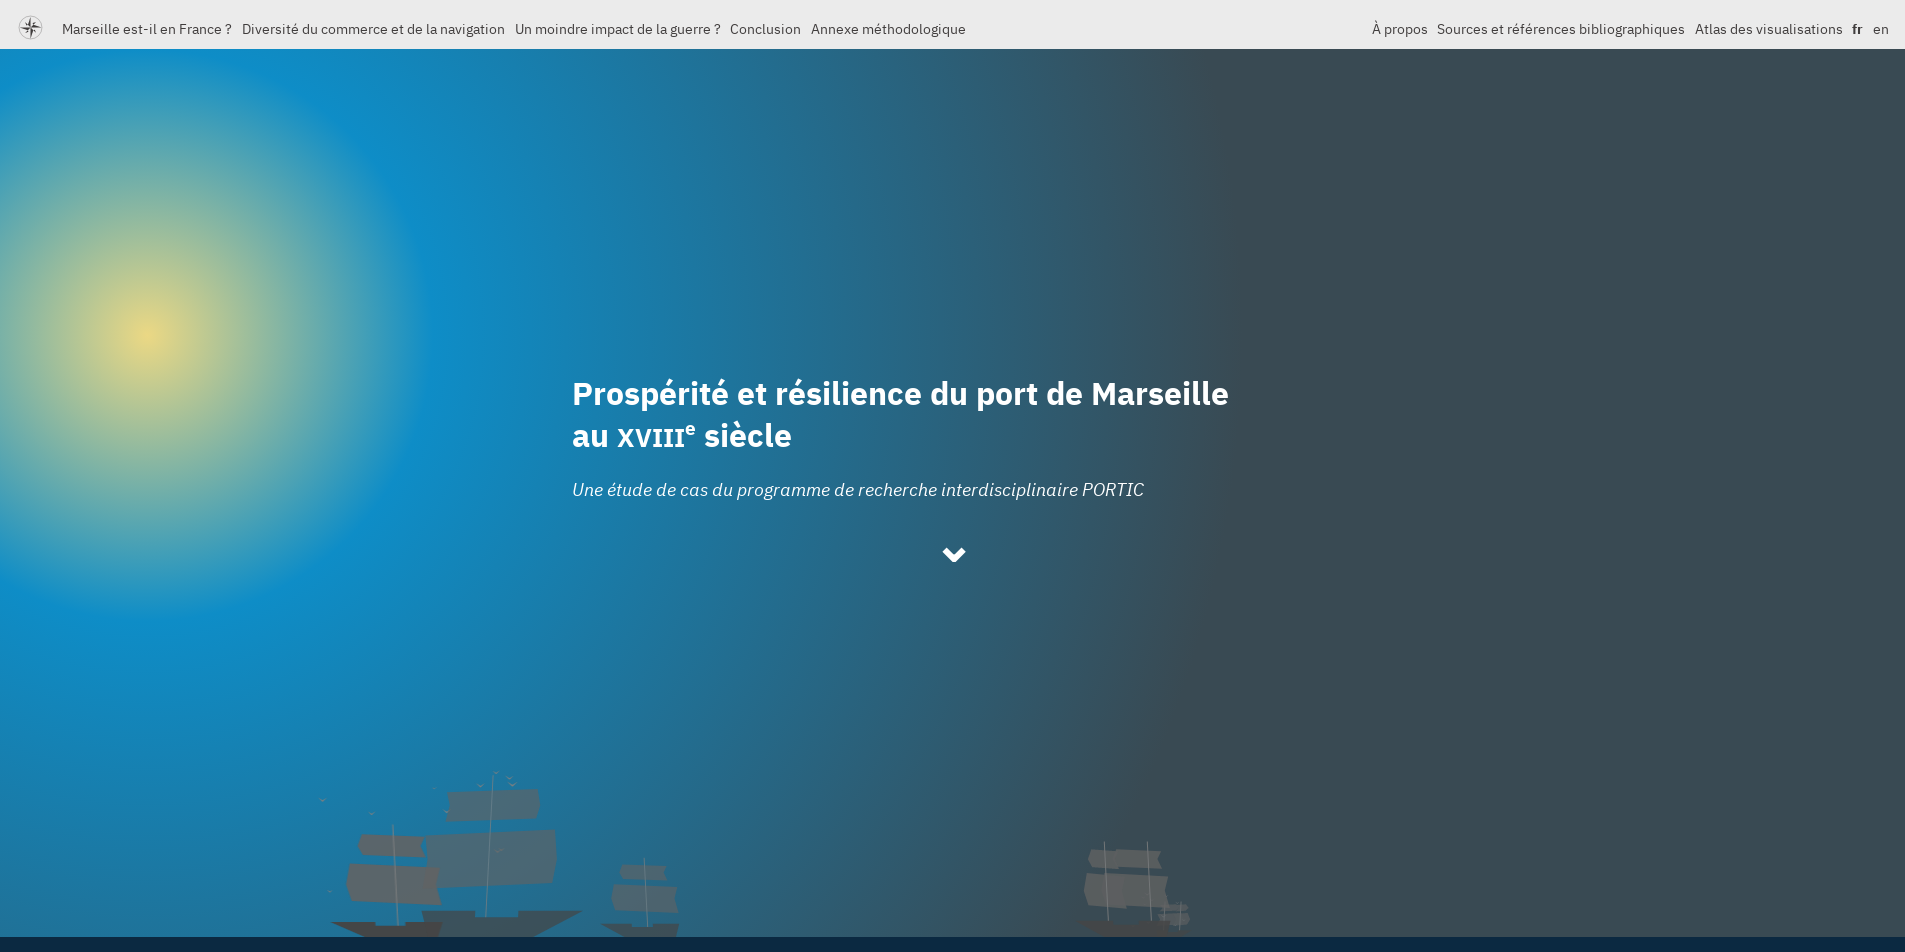 Marseille est-il en France ? Diversité du commerce et de la navigation Un moindre impact de la guerre ? Conclusion Annexe méthodologique À propos Sources et références bibliographiques Atlas des visualisations fr en
Prospérité et résilience du port de Marseille
au XVIIIe siècle
Une étude de cas du programme de recherche interdisciplinaire PORTIC